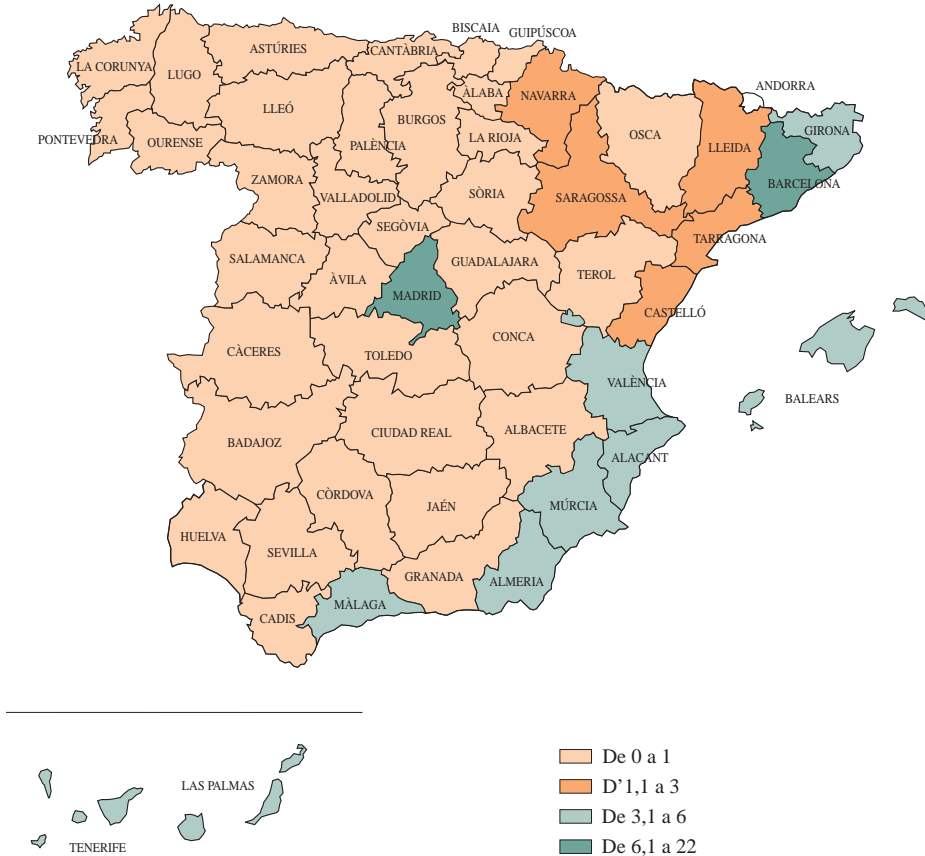 BISCAIA
GUIPÚSCOA
ASTÚRIES
CANTÀBRIA
LA CORUNYA
LUGO
ANDORRA
ÀLABA
NAVARRA
LLEÓ
BURGOS
GIRONA
OSCA
LA RIOJA
PONTEVEDRA
OURENSE
PALÈNCIA
LLEIDA
ZAMORA
BARCELONA
VALLADOLID
SÒRIA
SARAGOSSA
SEGÒVIA
TARRAGONA
SALAMANCA
GUADALAJARA
ÀVILA
TEROL
MADRID
CASTELLÓ
CONCA
CÀCERES
TOLEDO
VALÈNCIA
BALEARS
CIUDAD REAL
ALBACETE
BADAJOZ
ALACANT
CÒRDOVA
JAÉN
MÚRCIA
HUELVA
SEVILLA
GRANADA
ALMERIA
MÀLAGA
CADIS
LAS PALMAS
TENERIFE
De 0 a 1
D’1,1 a 3
De 3,1 a 6
De 6,1 a 22